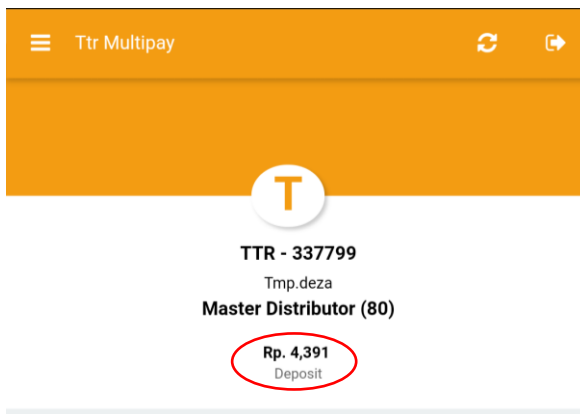 Ttr Multipay
T
TTR - 337799
Tmp.deza
Master Distributor (80)
Rp. 4,391
Deposit